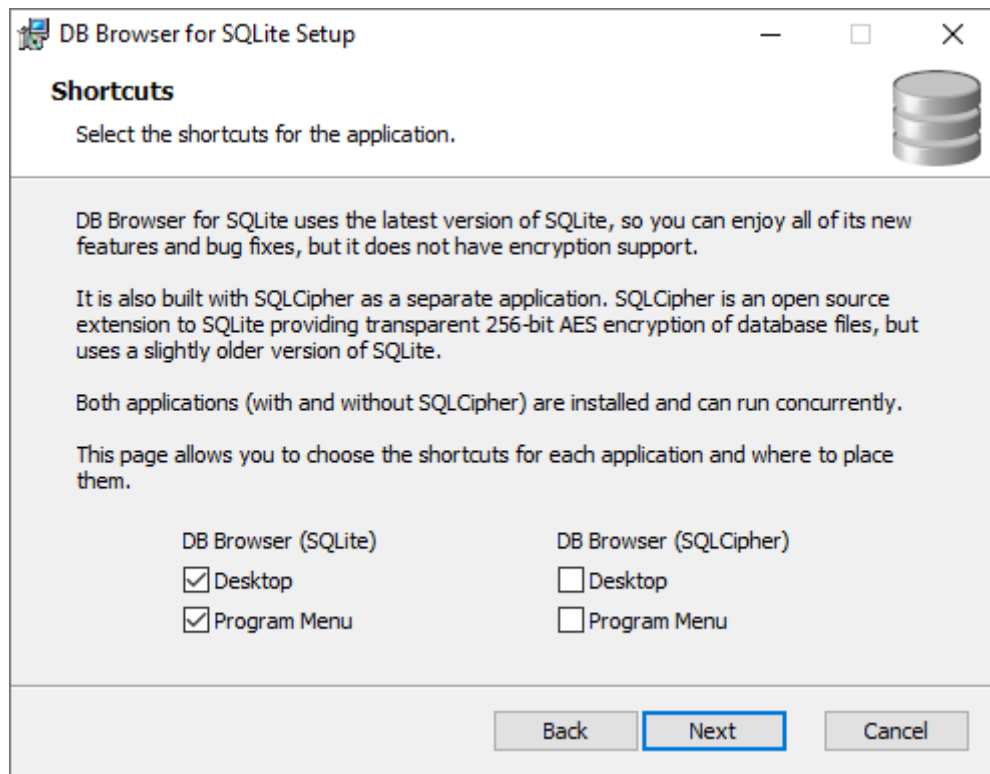 DB Browser for SQLite Setup
Shortcuts
Select the shortcuts for the application.
DB Browser for SQLite uses the latest version of SQLite, so you can enjoy all of its new
features and bug fixes, but it does not have encryption support.
It is also built with SQLCipher as a separate application. SQLCipher is an open source
extension to SQLite providing transparent 256-bit AES encryption of database files, but
uses a slightly older version of SQLite.
Both applications (with and without SQLCipher) are installed and can run concurrently.
This page allows you to choose the shortcuts for each application and where to place
them.
DB Browser (SQLite) DB Browser (SQLCipher)
Desktop Desktop
Program Menu Program Menu
Back Next Cancel